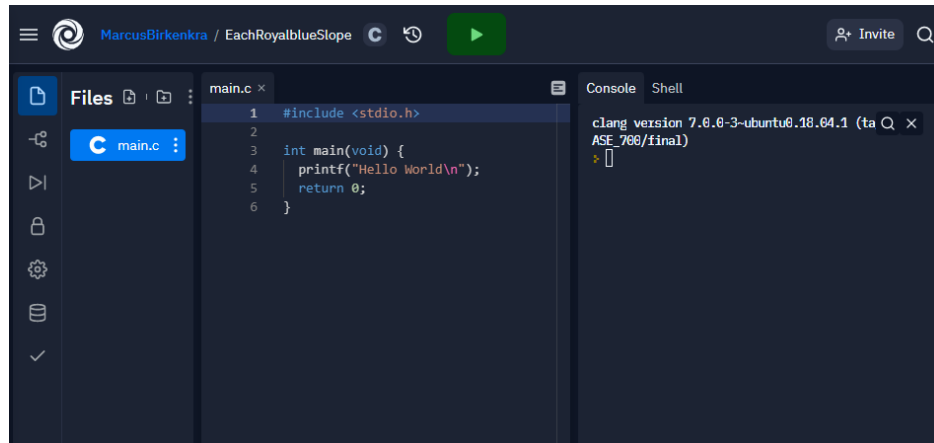 MarcusBirkenkra / EachRoyalblueSlope C
Invite
Files
main.c
main.c ×
1 #include <stdio.h>
2
3 int main(void) {
4 printf("Hello World\n");
5 return 0;
6 }
Console Shell
clang version 7.0.0-3~ubuntu0.18.04.1 (ta
ASE_700/final)